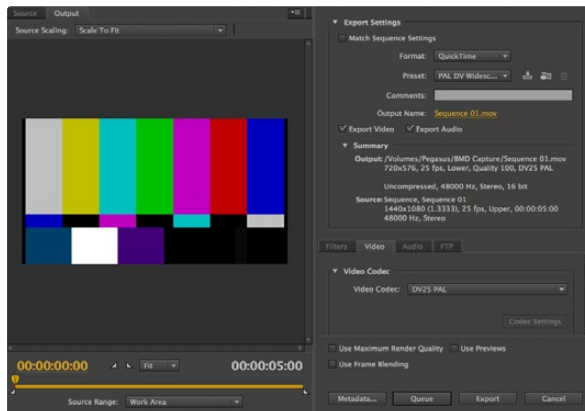 Source Output
Source Scaling: Scale To Fit
00:00:00:00 Fit 00:00:05:00
Source Range: Work Area
Export Settings
Match Sequence Settings
Format: QuickTime
Preset: PAL DV Widesc...
Comments:
Output Name: Sequence 01.mov
Export Video Export Audio
Summary
Output: /Volumes/Pegasus/BMD Capture/Sequence 01.mov
720x576, 25 fps, Lower, Quality 100, DV25 PAL
Uncompressed, 48000 Hz, Stereo, 16 bit
Source: Sequence, Sequence 01
1440x1080 (1.3333), 25 fps, Upper, 00:00:05:00
48000 Hz, Stereo
Filters Video Audio FTP
Video Codec
Video Codec: DV25 PAL
Codec Settings
Use Maximum Render Quality Use Previews
Use Frame Blending
Metadata... Queue Export Cancel